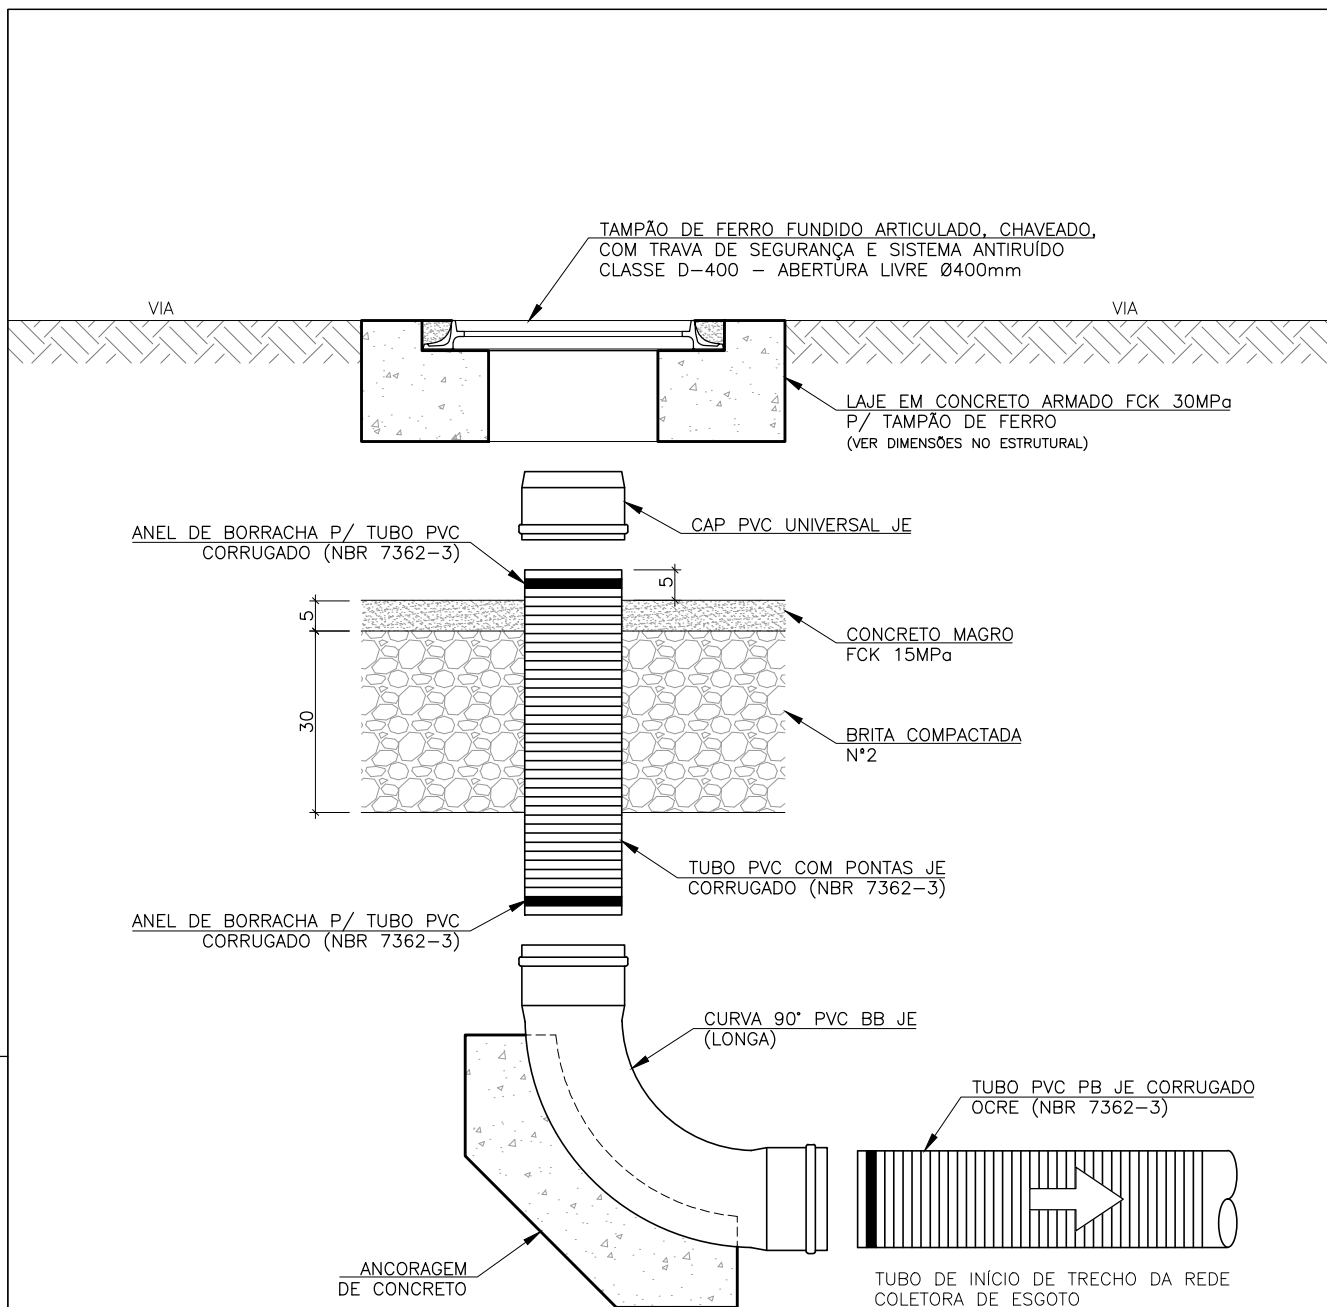 TAMPÃO DE FERRO FUNDIDO ARTICULADO, CHAVEADO,
COM TRAVA DE SEGURANÇA E SISTEMA ANTIRUÍDO
CLASSE D-400 - ABERTURA LIVRE Ø400mm
VIA
VIA
LAJE EM CONCRETO ARMADO FCK 30MPa
P/ TAMPÃO DE FERRO
(VER DIMENSÕES NO ESTRUTURAL)
CAP PVC UNIVERSAL JE
ANEL DE BORRACHA P/ TUBO PVC
CORRUGADO (NBR 7362-3)
5
5
CONCRETO MAGRO
FCK 15MPa
30
BRITA COMPACTADA
N°2
TUBO PVC COM PONTAS JE
CORRUGADO (NBR 7362-3)
ANEL DE BORRACHA P/ TUBO PVC
CORRUGADO (NBR 7362-3)
CURVA 90° PVC BB JE
(LONGA)
TUBO PVC PB JE CORRUGADO
OCRE (NBR 7362-3)
ANCORAGEM
DE CONCRETO
TUBO DE INÍCIO DE TRECHO DA REDE
COLETORA DE ESGOTO